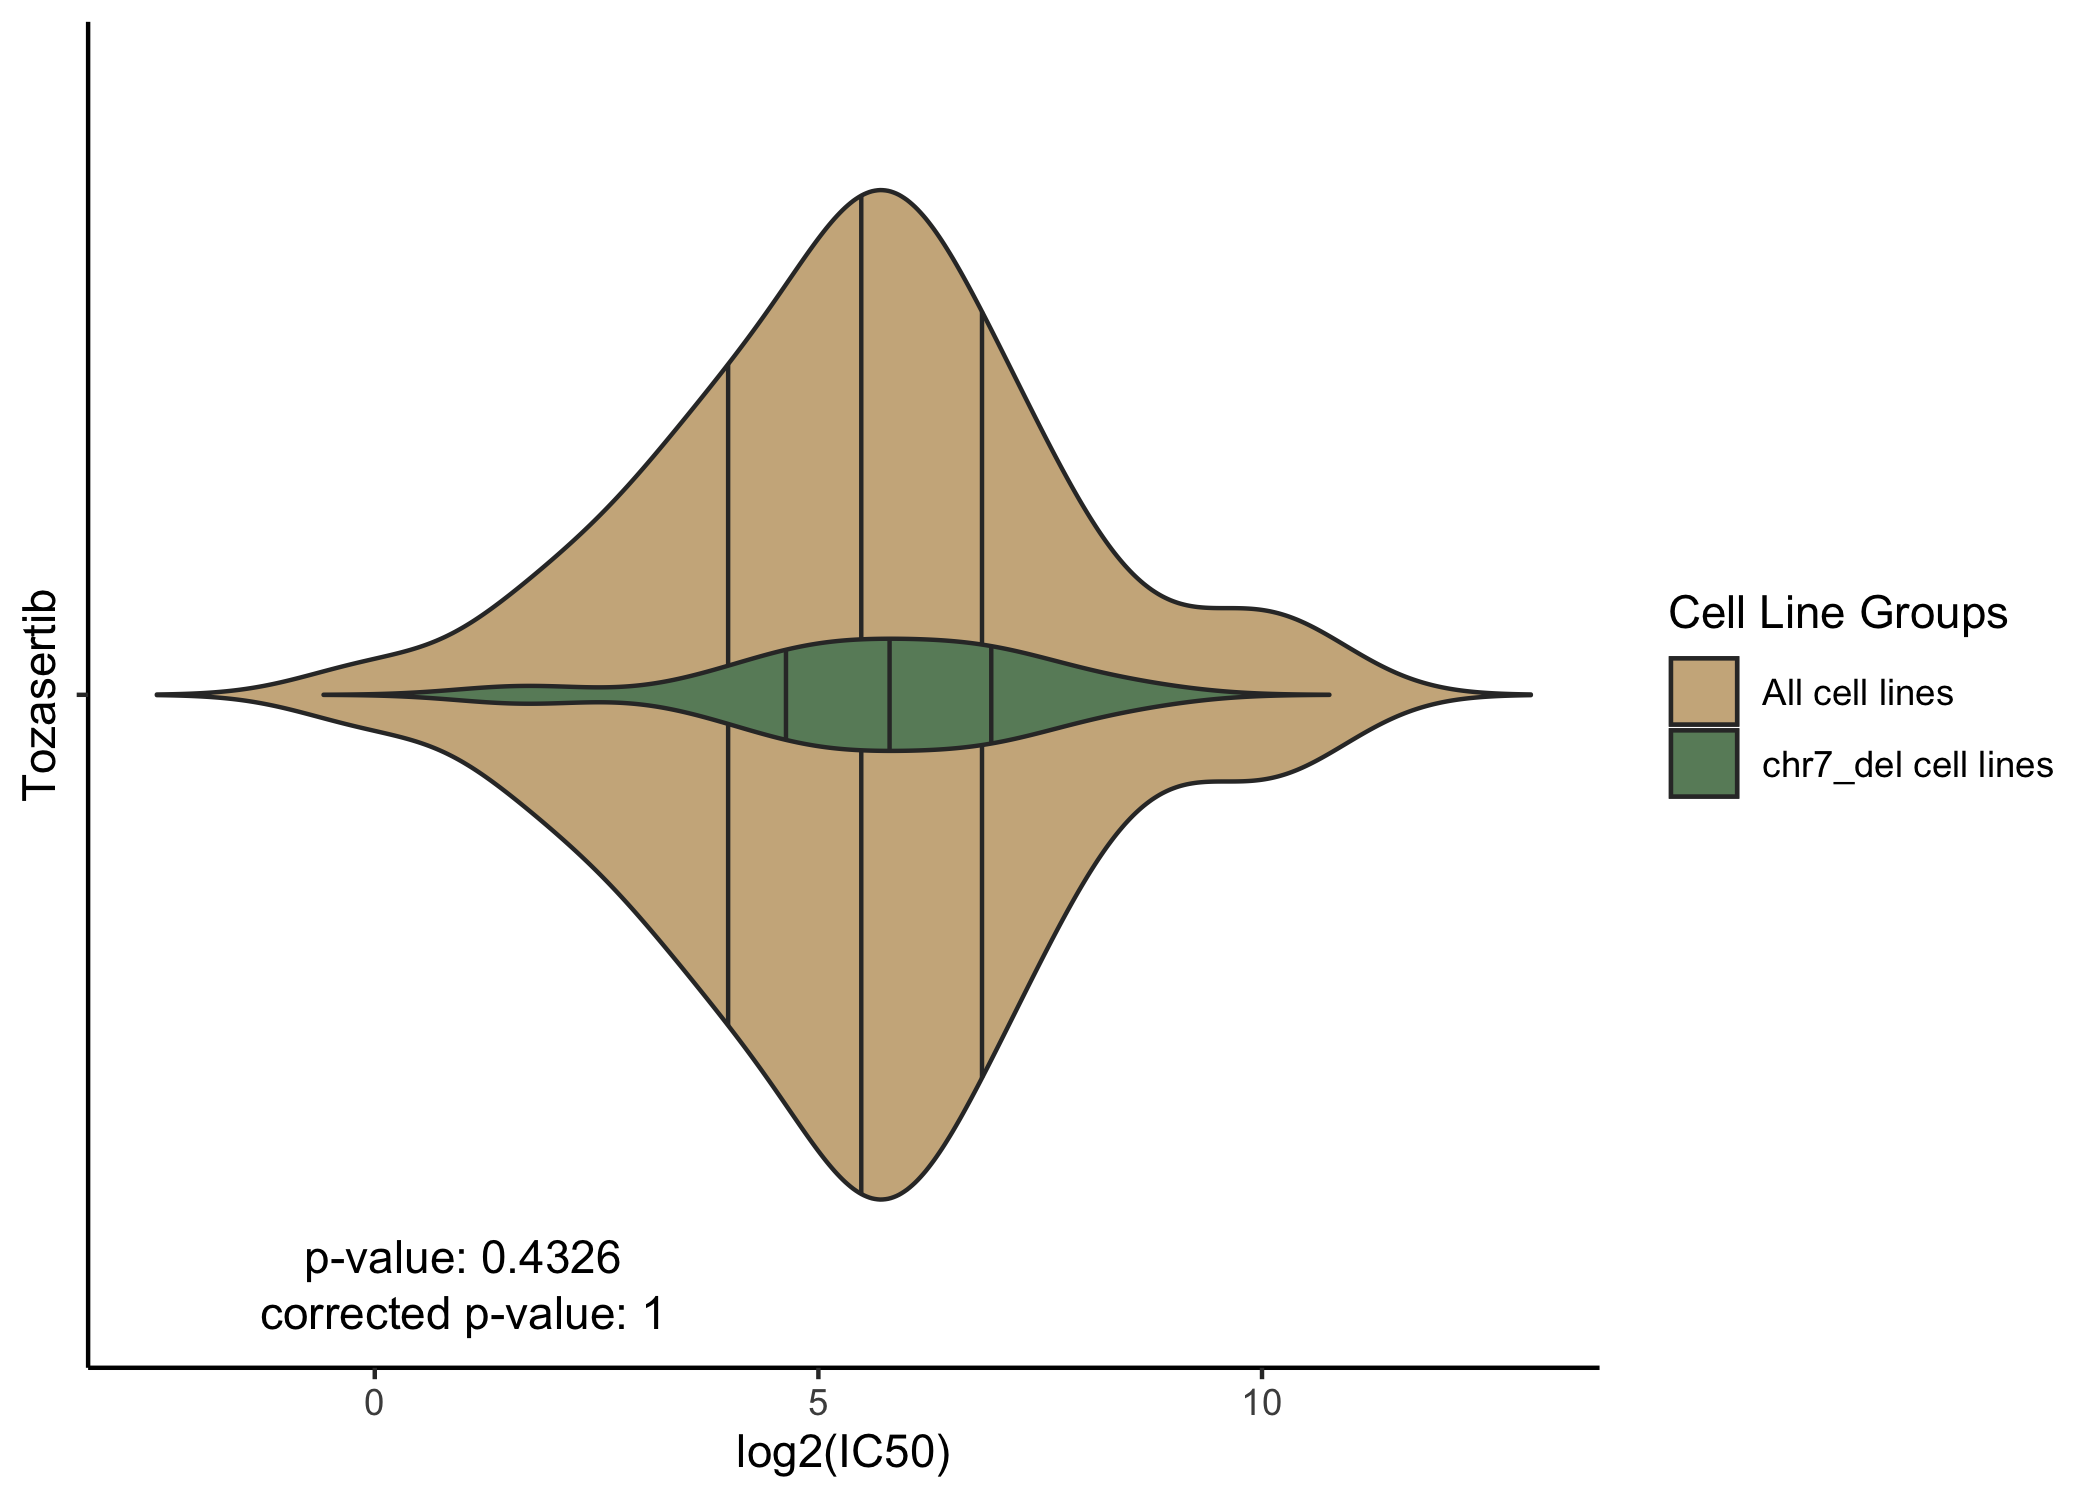 Tozasertib
p-value: 0.4326
corrected p-value: 1
0 5 10
log2(IC50)
Cell Line Groups
All cell lines
chr7_del cell lines